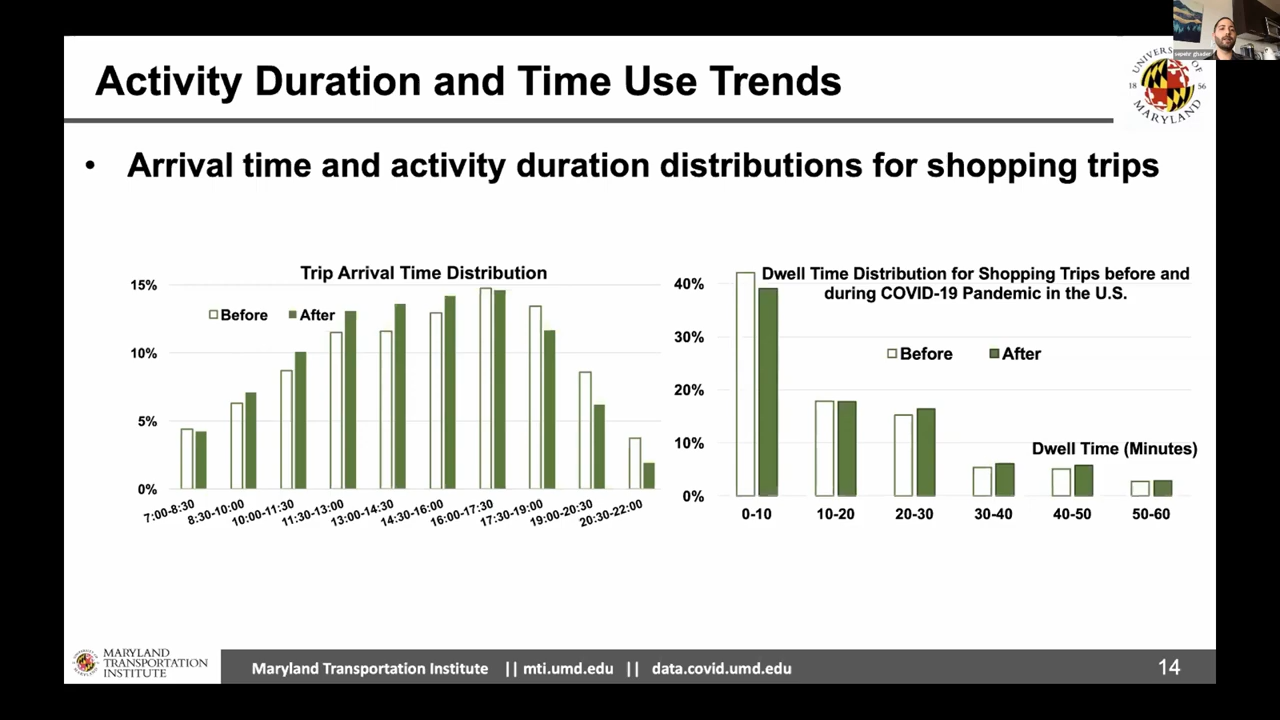 Activity Duration and Time Use Trends
UNIVERSITY OF
18 56
MARYLAND
• Arrival time and activity duration distributions for shopping trips
Trip Arrival Time Distribution
Before After
15%
10%
5%
0%
7:00-8:30 8:30-10:00 10:00-11:30 11:30-13:00 13:00-14:30 14:30-16:00 16:00-17:30 17:30-19:00 19:00-20:30 20:30-22:00
Dwell Time Distribution for Shopping Trips before and
during COVID-19 Pandemic in the U.S.
Before After
40%
30%
20%
10%
0%
Dwell Time (Minutes)
0-10 10-20 20-30 30-40 40-50 50-60
MARYLAND
TRANSPORTATION
INSTITUTE
Maryland Transportation Institute || mti.umd.edu || data.covid.umd.edu
14